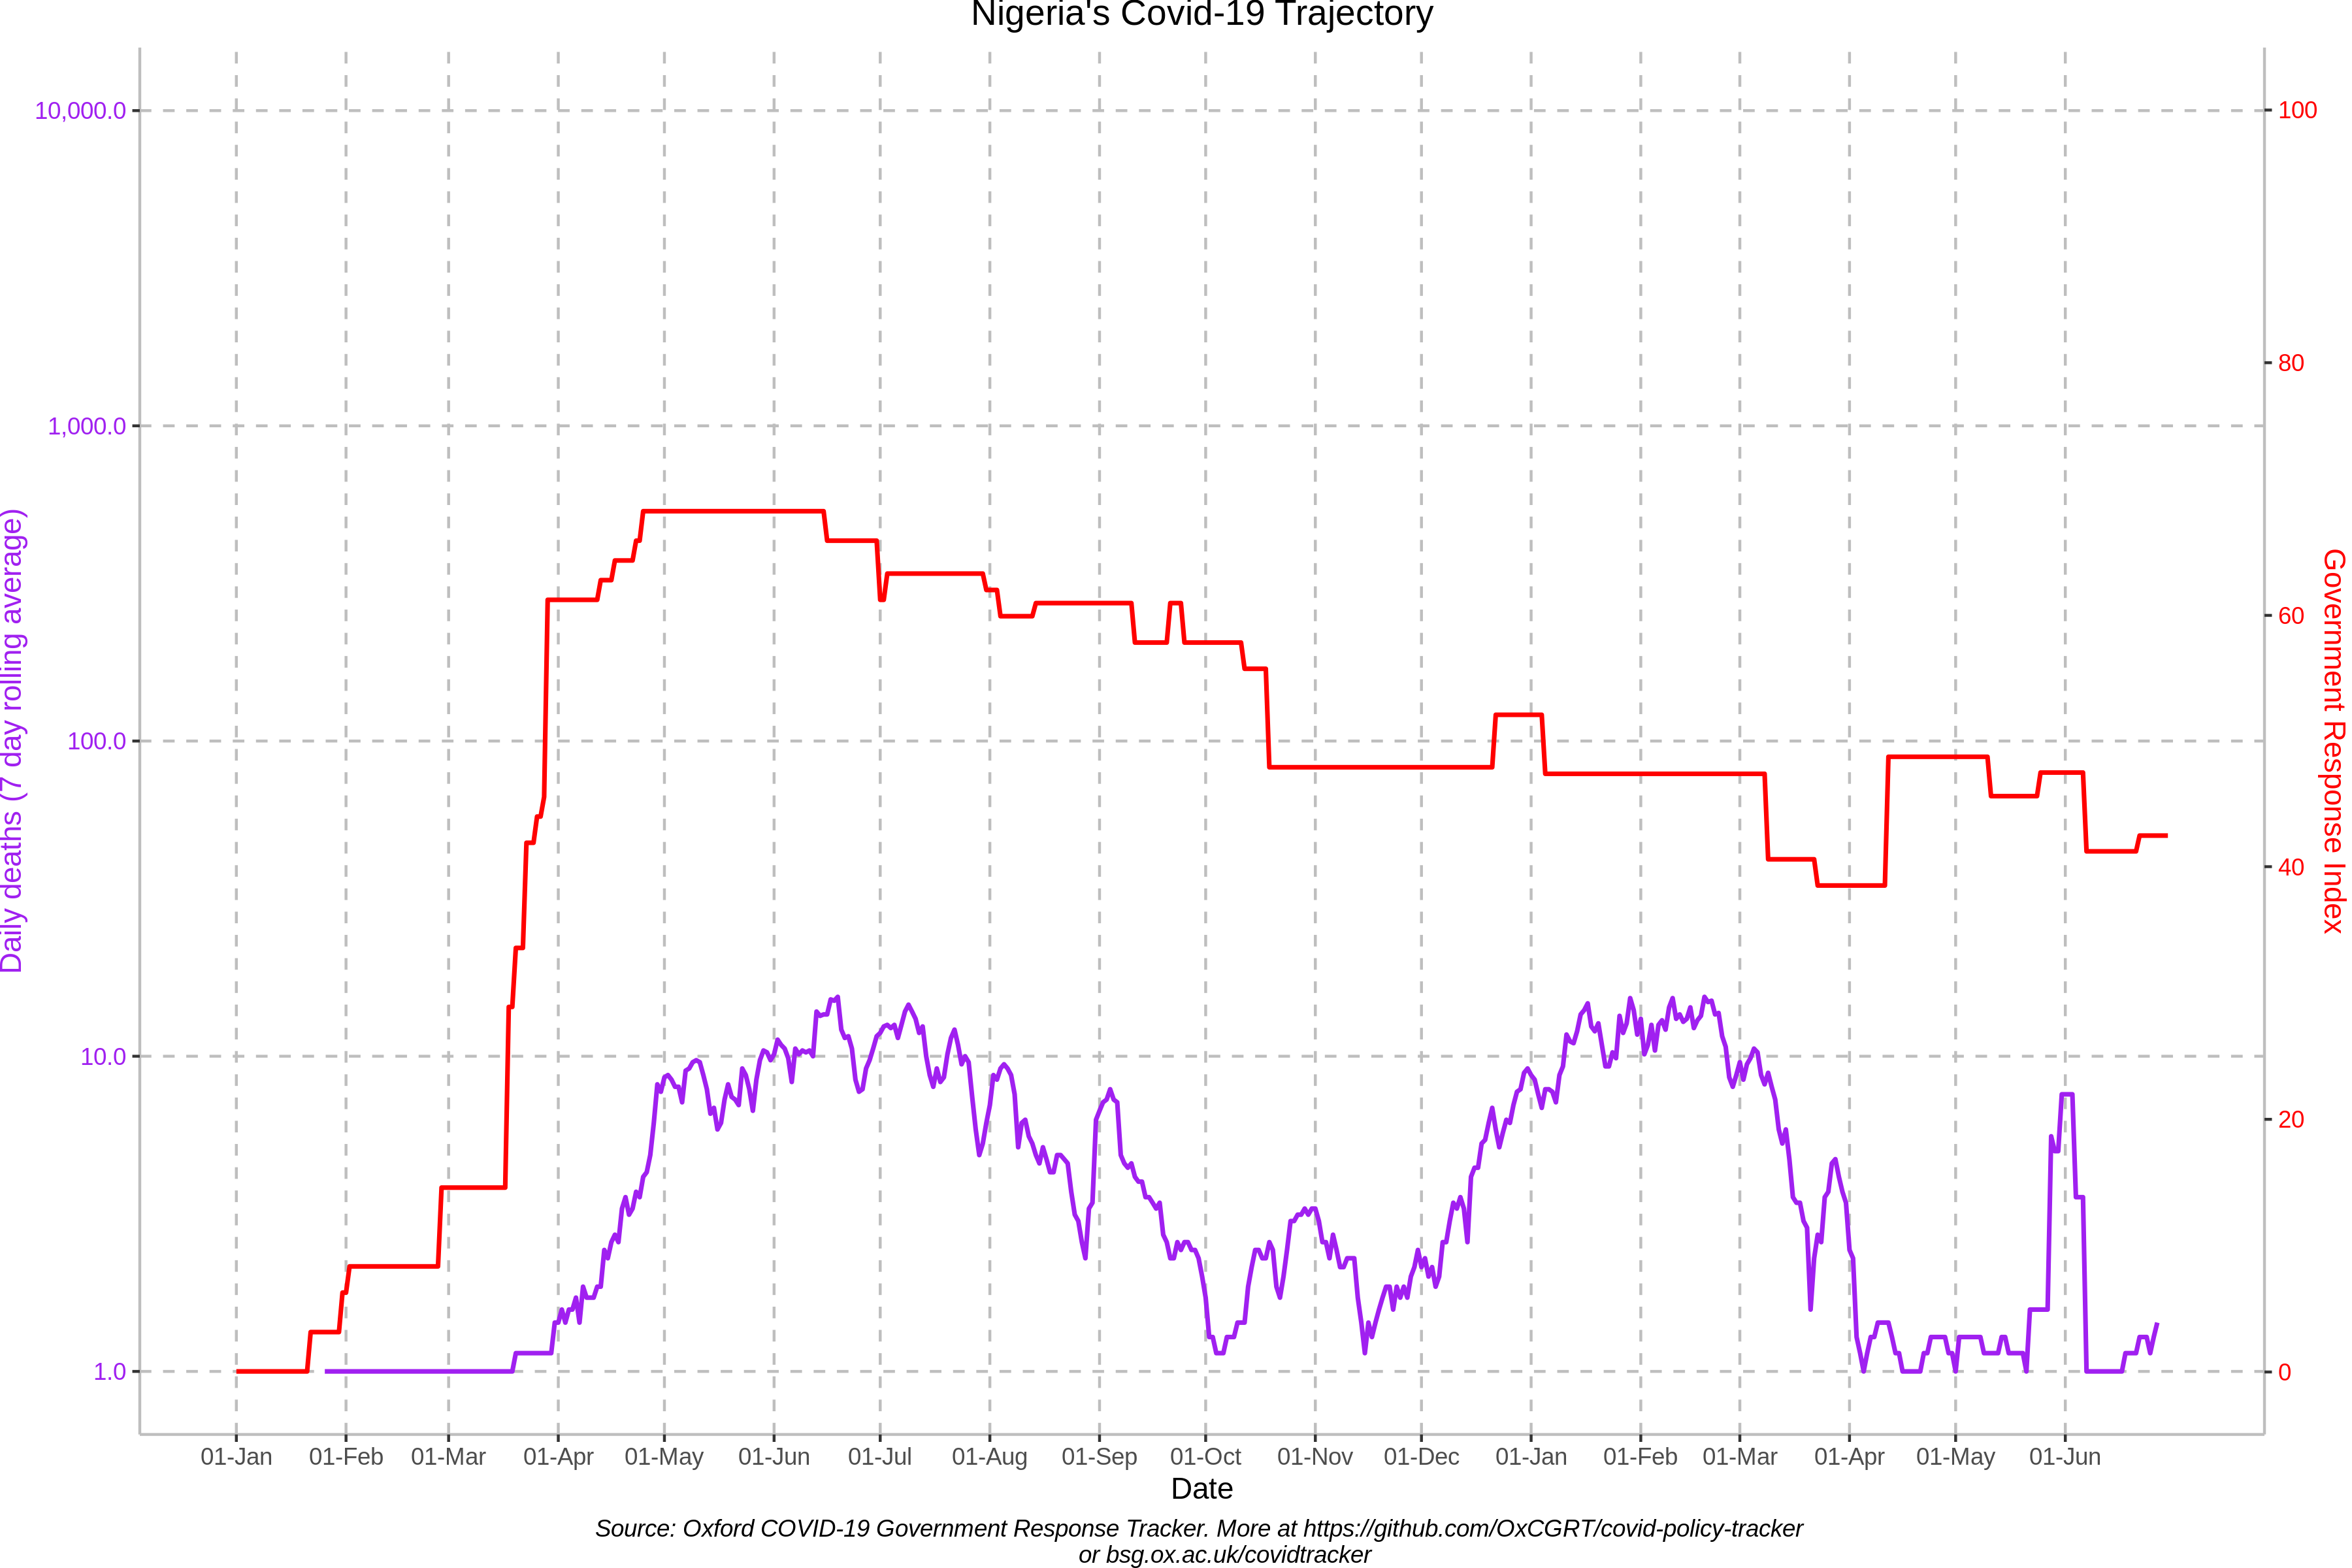 Nigeria's Covid-19 Trajectory
10,000.0
1,000.0
100.0
10.0
1.0
Daily deaths (7 day rolling average)
100
80
60
40
20
0
Government Response Index
01-Jan 01-Feb 01-Mar 01-Apr 01-May 01-Jun 01-Jul 01-Aug 01-Sep 01-Oct 01-Nov 01-Dec 01-Jan 01-Feb 01-Mar 01-Apr 01-May 01-Jun
Date
Source: Oxford COVID-19 Government Response Tracker. More at https://github.com/OxCGRT/covid-policy-tracker
or bsg.ox.ac.uk/covidtracker